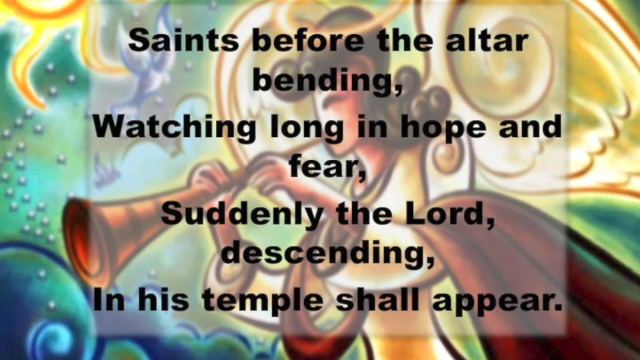 Saints before the altar
bending,
Watching long in hope and
fear,
Suddenly the Lord,
descending,
In his temple shall appear.